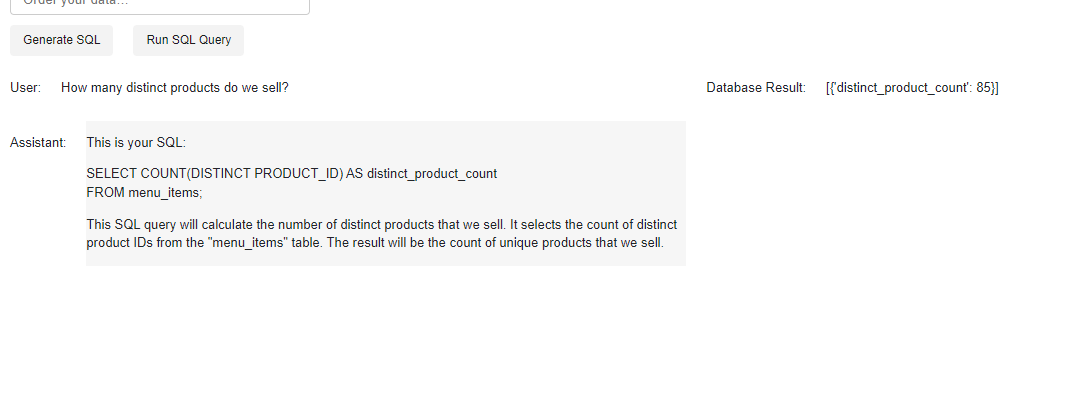 Order your data...
Generate SQL Run SQL Query
User: How many distinct products do we sell? Database Result: [{'distinct_product_count': 85}]
Assistant: This is your SQL:
SELECT COUNT(DISTINCT PRODUCT_ID) AS distinct_product_count
FROM menu_items;
This SQL query will calculate the number of distinct products that we sell. It selects the count of distinct
product IDs from the "menu_items" table. The result will be the count of unique products that we sell.